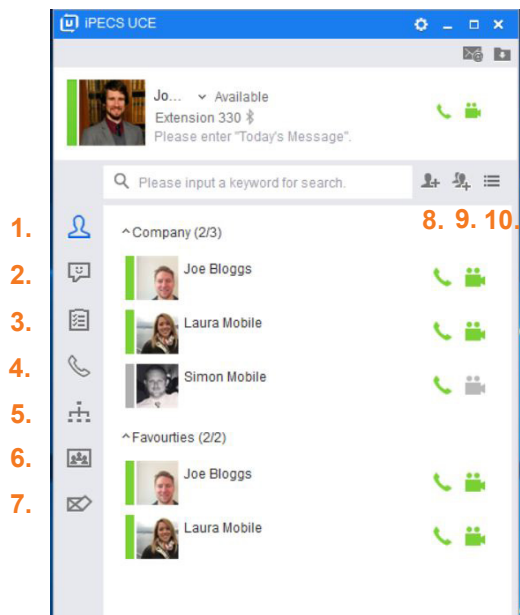 iPECS UCE
Jo... Available
Extension 330
Please enter "Today's Message".
Please input a keyword for search.
8. 9. 10.
1.
^Company (2/3)
2.
Joe Bloggs
3.
Laura Mobile
4.
Simon Mobile
5.
^Favourties (2/2)
6.
Joe Bloggs
7.
Laura Mobile